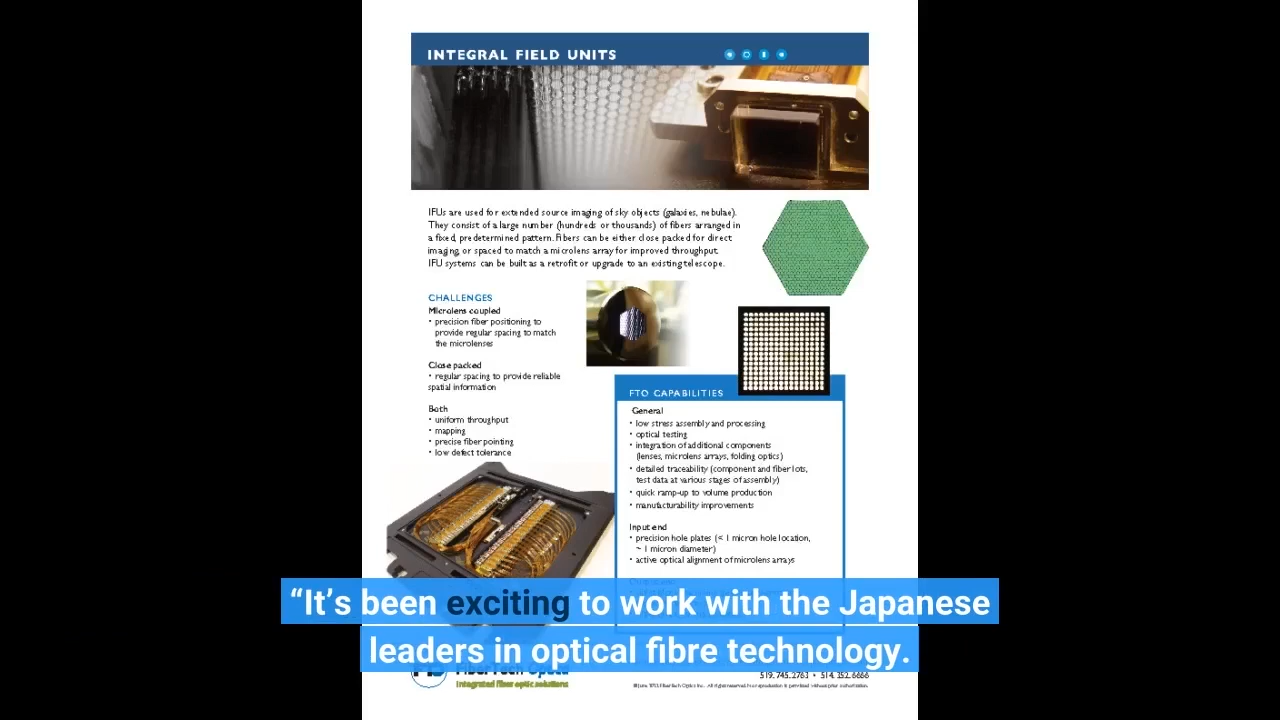 INTEGRAL FIELD UNITS
IFUs are used for extended source imaging of sky objects (galaxies, nebulae).
They consist of a large number (hundreds or thousands) of fibers arranged in
a fixed, predetermined pattern. Fibers can be either close packed for direct
imaging, or spaced to match a microlens array for improved throughput.
IFU systems can be built as a retrofit or upgrade to an existing telescope.
CHALLENGES
Microlens coupled
• precision fiber positioning to
provide regular spacing to match
the microlenses
Close packed
• regular spacing to provide reliable
spatial information
Both
• uniform throughput
• mapping
• precise fiber pointing
• low defect tolerance
FTO CAPABILITIES
General
• low stress assembly and processing
• optical testing
• integration of additional components
(lenses, microlens arrays, folding optics)
• detailed traceability (component and fiber lots,
test data at various stages of assembly)
• quick ramp-up to volume production
• manufacturability improvements
Input end
• precision hole plates (< 1 micron hole location,
~ 1 micron diameter)
• active optical alignment of microlens arrays
“It’s been exciting to work with the Japanese
leaders in optical fibre technology.
FiberTech Optica
Integrated fiber optic solutions
519.745.2763 • 514.352.6666